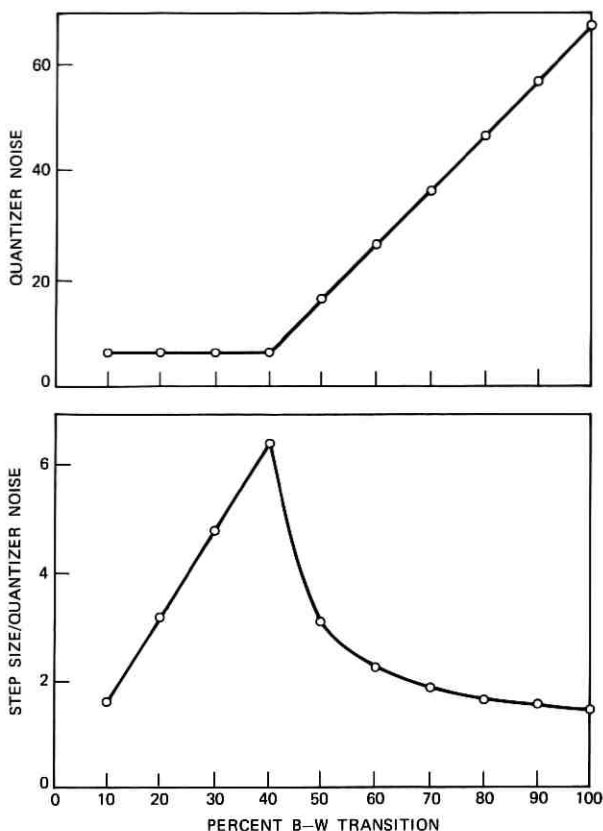 60
40
20
0
QUANTIZER NOISE
6
4
2
0
STEP SIZE/QUANTIZER NOISE
0 10 20 30 40 50 60 70 80 90 100
PERCENT B–W TRANSITION